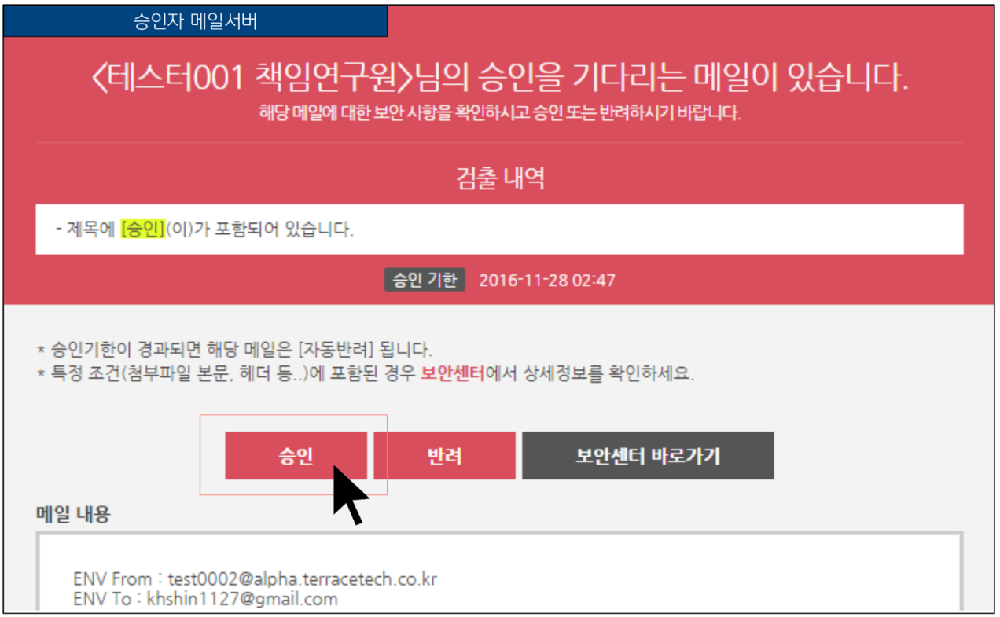 승인자 메일서버
<테스터001 책임연구원>님의 승인을 기다리는 메일이 있습니다.
해당 메일에 대한 보안 사항을 확인하시고 승인 또는 반려하시기 바랍니다.
검출 내역
- 제목에 [승인](이)가 포함되어 있습니다.
승인 기한 2016-11-28 02:47
* 승인기한이 경과되면 해당 메일은 [자동반려] 됩니다.
* 특정 조건(첨부파일 본문, 헤더 등..)에 포함된 경우 보안센터에서 상세정보를 확인하세요.
승인 반려 보안센터 바로가기
메일 내용
ENV From : test0002@alpha.terracetech.co.kr
ENV To : khshin1127@gmail.com